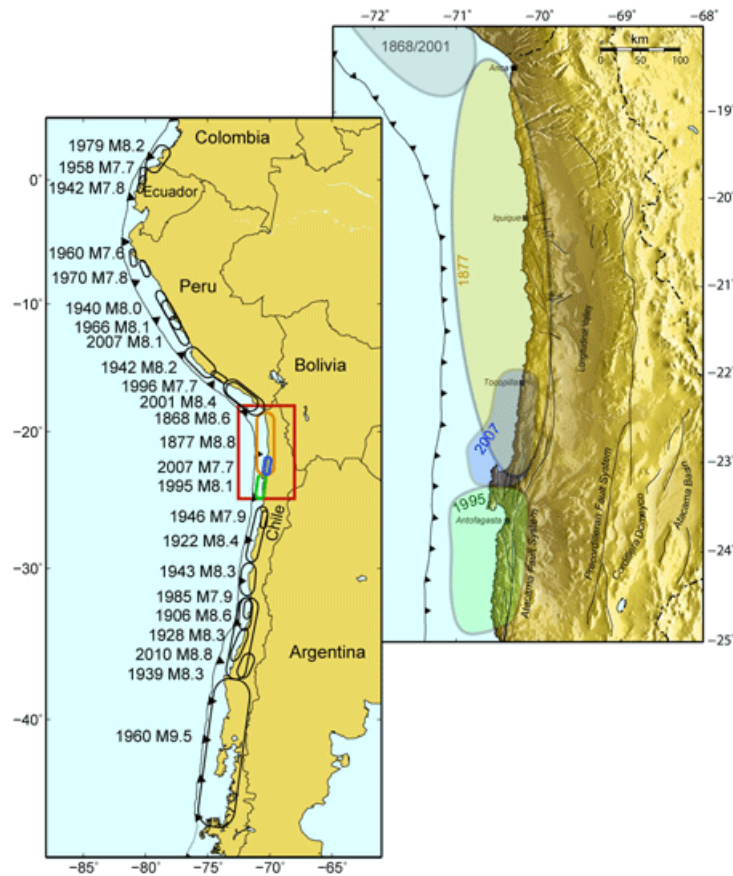 Colombia
1979 M8.2
1958 M7.7
1942 M7.8
Ecuador
0°
1960 M7.6
1970 M7.8
Peru
−10°
1940 M8.0
1966 M8.1
2007 M8.1
Bolivia
1942 M8.2
1996 M7.7
2001 M8.4
1868 M8.6
−20°
1877 M8.8
2007 M7.7
1995 M8.1
1946 M7.9
Chile
1922 M8.4
−30°
1943 M8.3
1985 M7.9
1906 M8.6
1928 M8.3
2010 M8.8
Argentina
1939 M8.3
−40°
1960 M9.5
−85° −80° −75° −70° −65°
−72° −71° −70° −69° −68°
km
0 50 100
1868/2001
Arica
−19°
−20°
Iquique
1877
−21°
Longitudinal Valley
−22°
Tocopilla
2007
−23°
1995
Antofagasta
Atacama Fault System
Precordilleran Fault System
Cordillera Domeyco
Atacama Basin
−24°
−25°